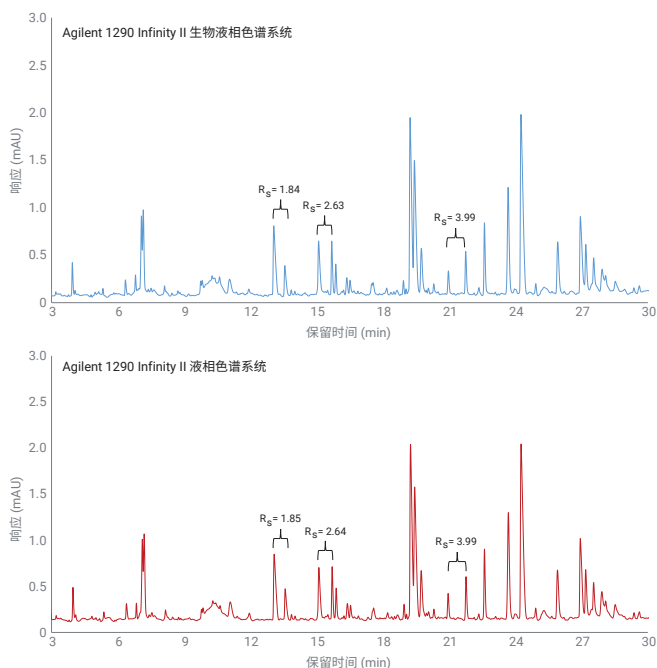 3.0
Agilent 1290 Infinity II 生物液相色谱系统
2.5
2.0
响应 (mAU)
1.5
1.0
RS= 1.84
RS= 2.63
RS= 3.99
0.5
0
3 6 9 12 15 18 21 24 27 30
保留时间 (min)
3.0
Agilent 1290 Infinity II 液相色谱系统
2.5
2.0
响应 (mAU)
1.5
1.0
RS= 1.85
RS= 2.64
RS= 3.99
0.5
0
3 6 9 12 15 18 21 24 27 30
保留时间 (min)